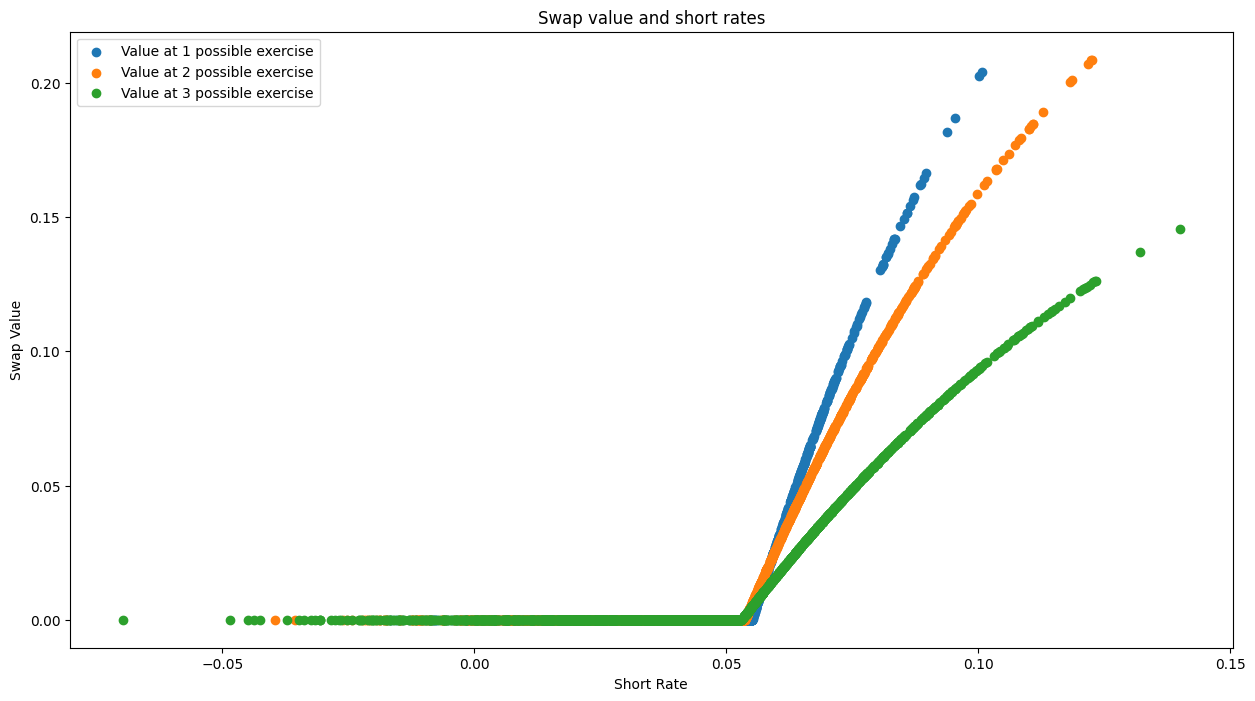 Swap value and short rates
Value at 1 possible exercise
Value at 2 possible exercise
Value at 3 possible exercise
Swap Value
0.20
0.15
0.10
0.05
0.00
−0.05
0.00
0.05
0.10
0.15
Short Rate